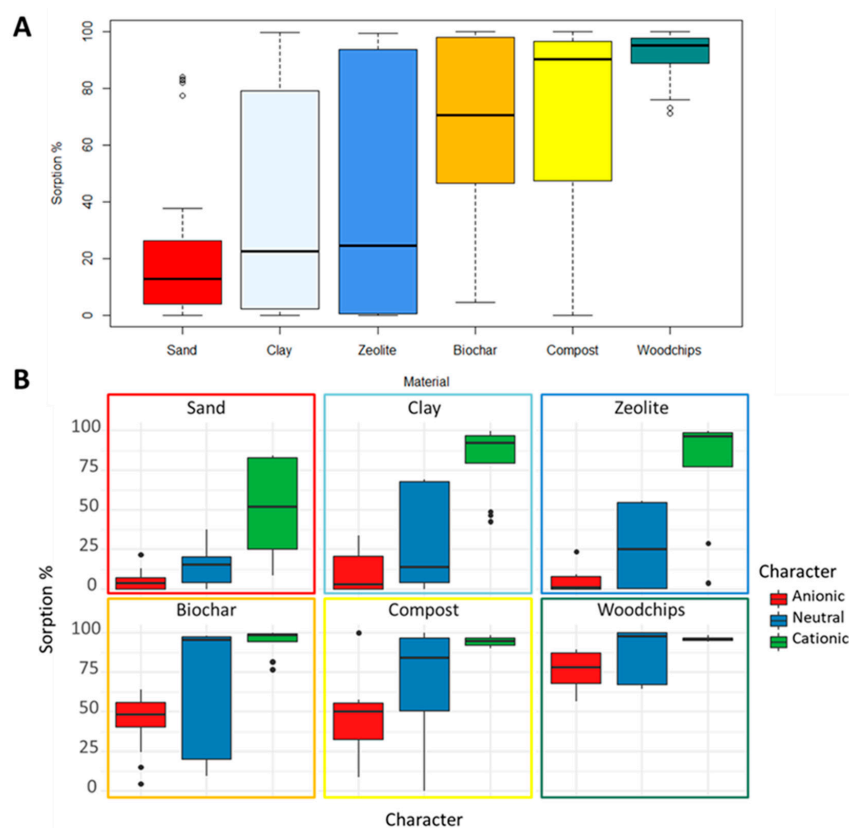 A
Sorption %
100
80
60
40
20
0
Sand Clay Zeolite Biochar Compost Woodchips
Material
B
Sand Clay Zeolite
Sorption %
100
75
50
25
0
Biochar Compost Woodchips
100
75
50
25
0
Character
Character
Anionic
Neutral
Cationic